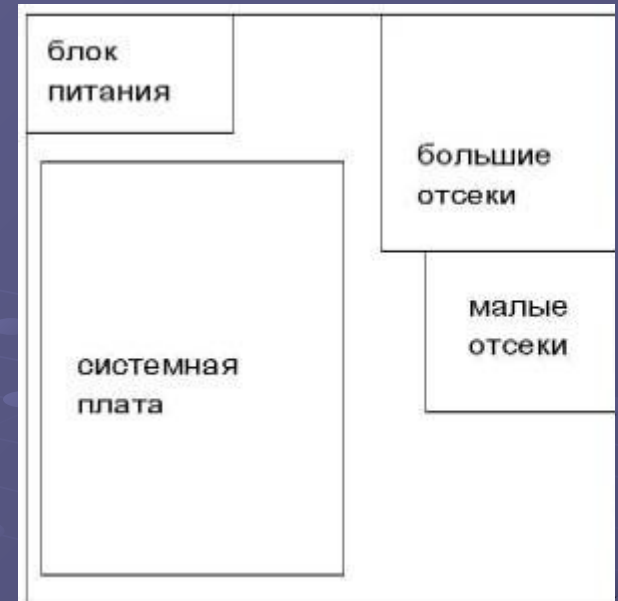 блок
питания
большие
отсеки
малые
отсеки
системная
плата